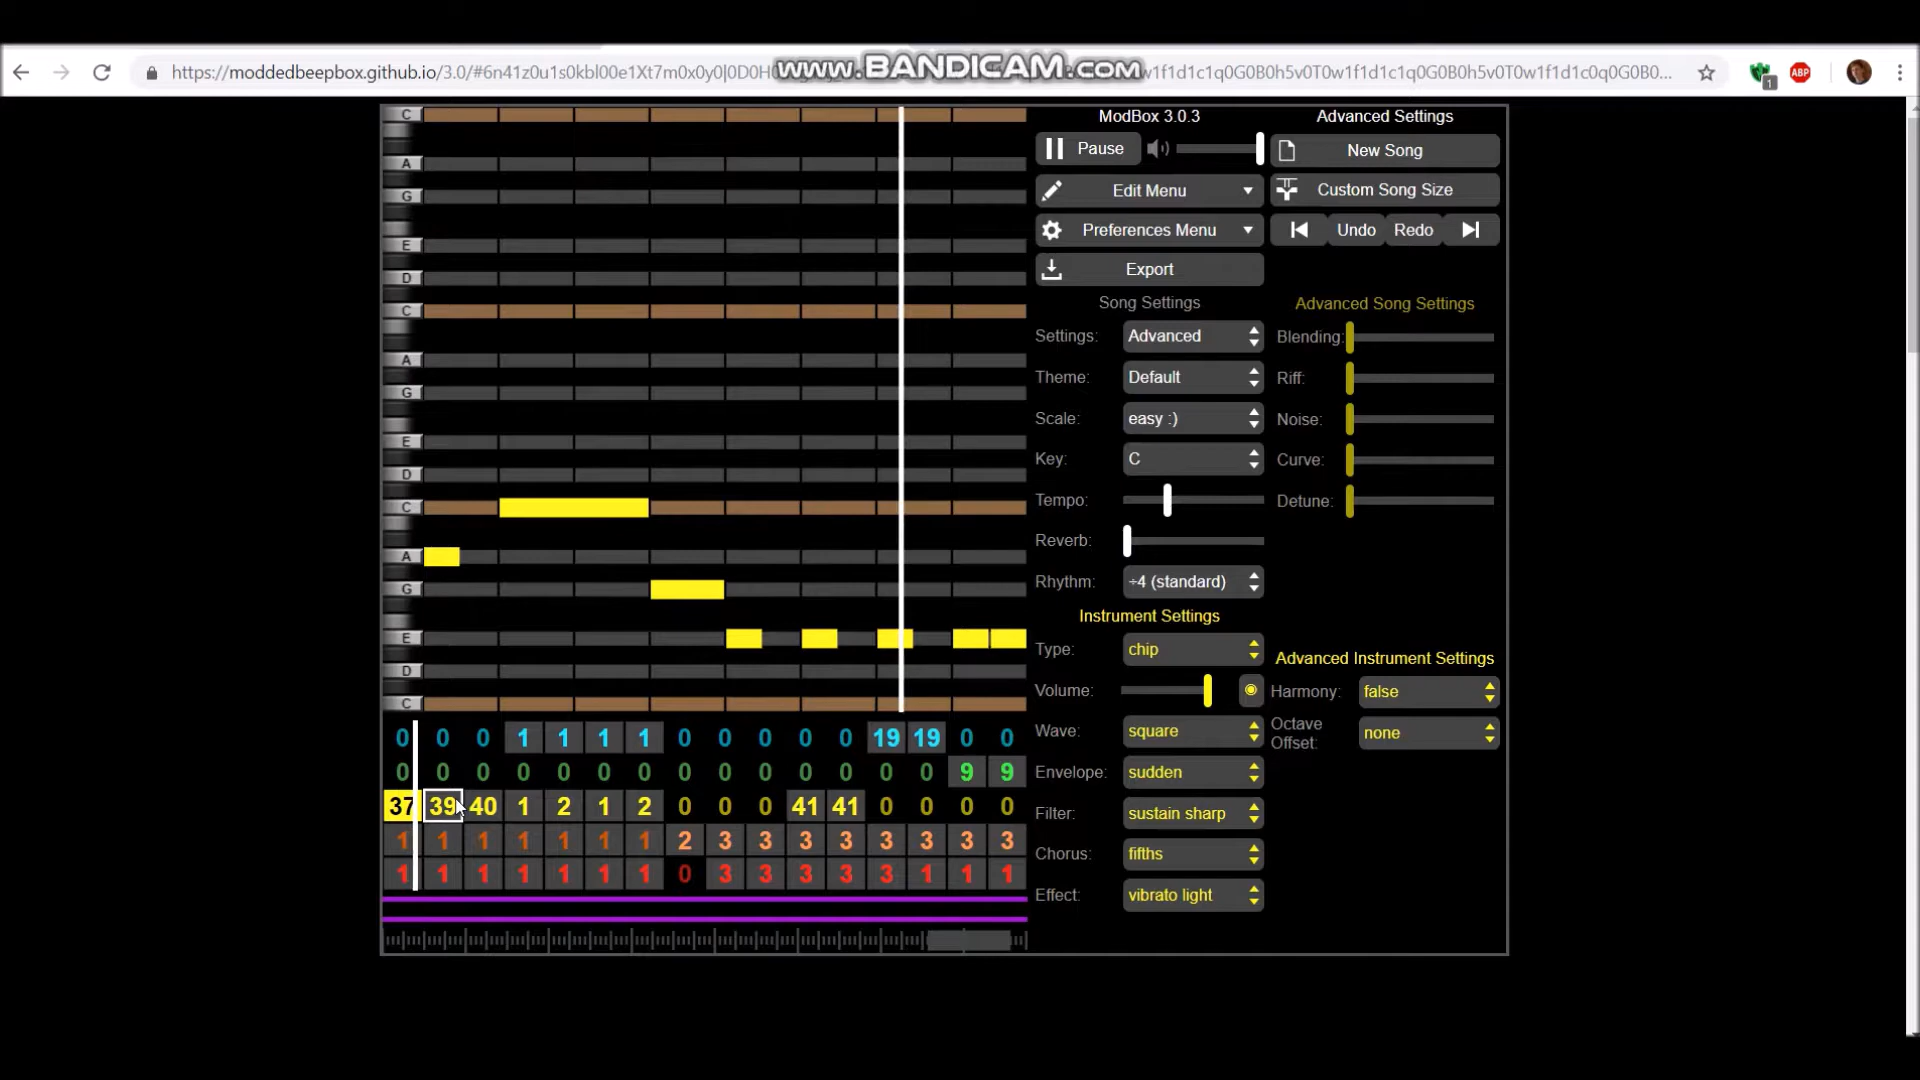 https://moddedbeepbox.github.io/3.0/#6n41z0u1s0kbl00e1Xt7m0x0y0|0D0H
www.BANDICAM.com
w1f1d1c1q0G0B0h5v0T0w1f1d1c1q0G0B0h5v0T0w1f1d1c0q0G0B0...
1
ABP
C
A
G
E
D
C
A
G
E
D
C
A
G
E
D
C
ModBox 3.0.3
Advanced Settings
Pause
New Song
Edit Menu
Custom Song Size
Preferences Menu
Undo
Redo
Export
Song Settings
Advanced Song Settings
Settings:
Advanced
Blending:
Theme:
Default
Riff:
Scale:
easy :)
Noise:
Key:
C
Curve:
Tempo:
Detune:
Reverb:
Rhythm:
÷4 (standard)
Instrument Settings
Type:
chip
Advanced Instrument Settings
Volume:
Harmony:
false
Wave:
square
Octave
Offset:
none
Envelope:
sudden
Filter:
sustain sharp
Chorus:
fifths
Effect:
vibrato light
0 0 0 1 1 1 1 0 0 0 0 0 19 19 0 0
0 0 0 0 0 0 0 0 0 0 0 0 0 0 9 9
37 39 40 1 2 1 2 0 0 0 41 41 0 0 0 0
1 1 1 1 1 1 1 2 3 3 3 3 3 3 3 3
1 1 1 1 1 1 1 0 3 3 3 3 3 1 1 1